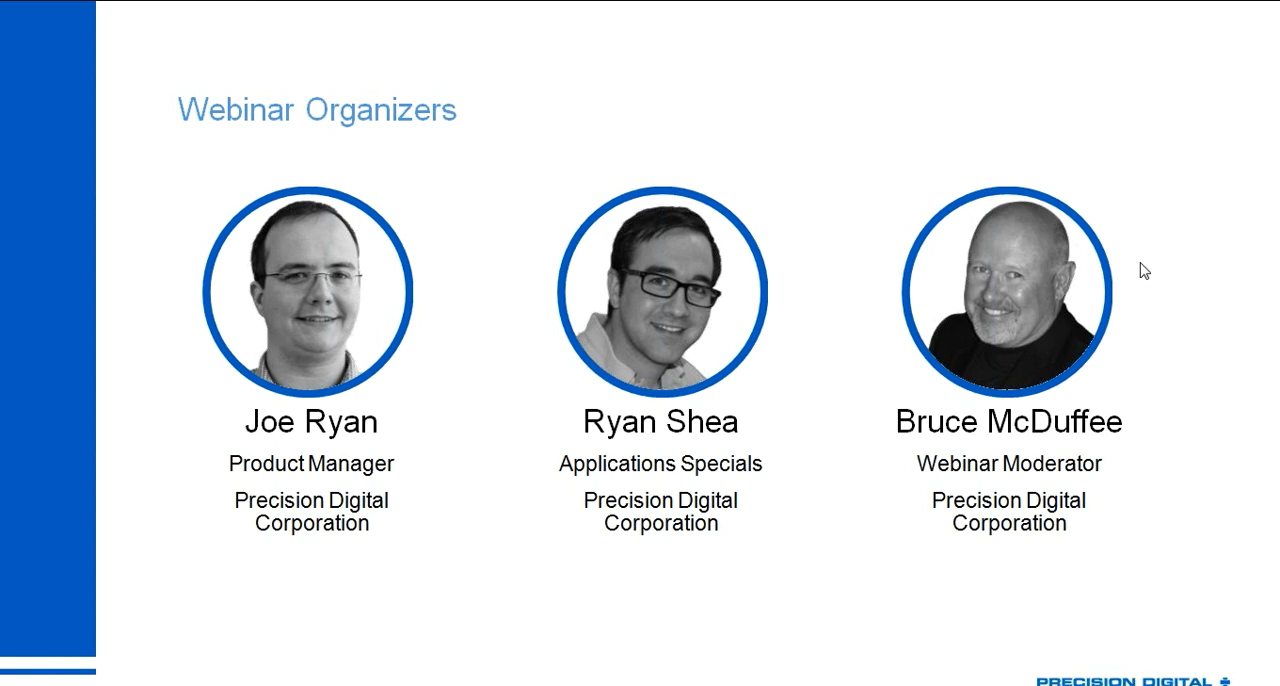 Webinar Organizers
Joe Ryan
Product Manager
Precision Digital
Corporation
Ryan Shea
Applications Specials
Precision Digital
Corporation
Bruce McDuffee
Webinar Moderator
Precision Digital
Corporation
PRECISION DIGITAL